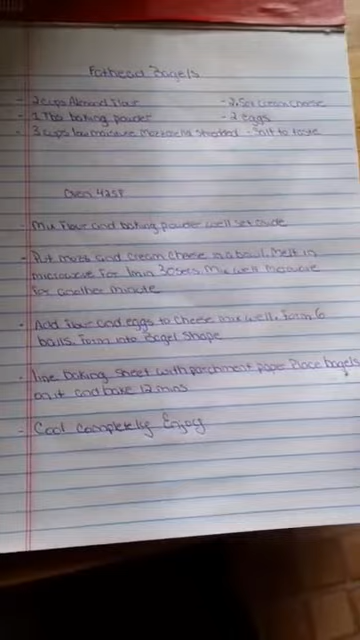 Fathead Bagels
- 2 cups Almond Flour - 2.5oz Cream Cheese
- 1 Tbs baking powder - 2 eggs
- 3 cups low moisture Mozzarella shredded - Salt to taste
Oven 425F
- Mix flour and baking powder well set aside
- Put mozz and cream cheese in a bowl. Melt in
microwave for 1min 30secs. Mix well microwave
for another minute
- Add flour and eggs to cheese mix well. Form 6
balls. Form into Bagel shape
- line baking sheet with parchment paper Place bagels
on it and bake 12 mins
- Cool completely Enjoy